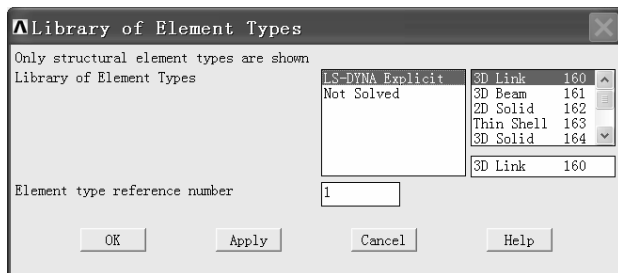 Library of Element Types
Only structural element types are shown
Library of Element Types
LS-DYNA Explicit
Not Solved
3D Link 160
3D Beam 161
2D Solid 162
Thin Shell 163
3D Solid 164
3D Link 160
Element type reference number
1
OK Apply Cancel Help